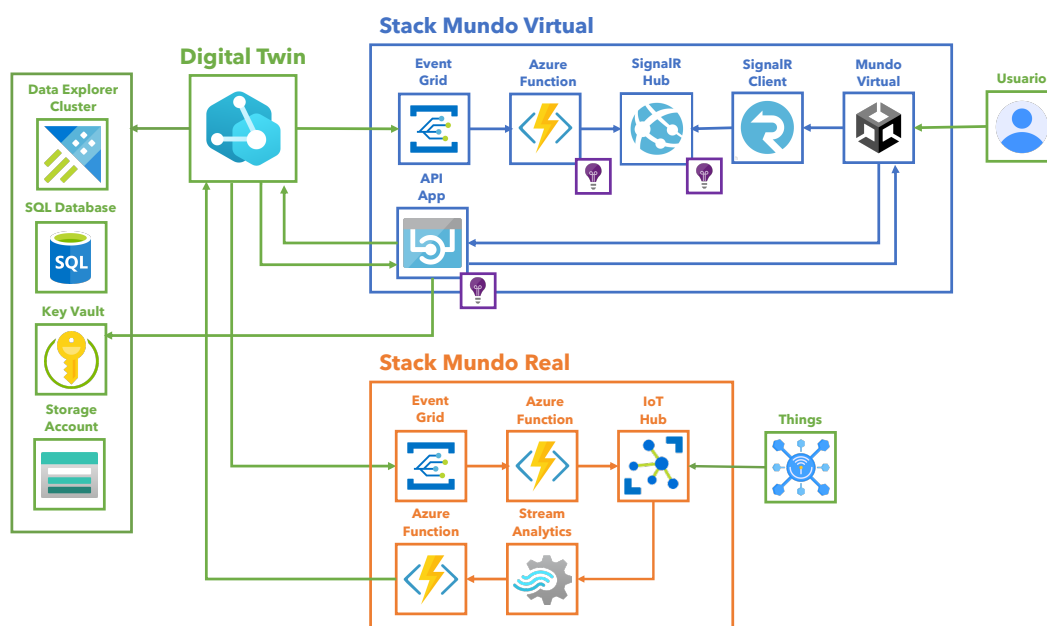 Stack Mundo Virtual
Digital Twin
Event
Grid
Azure
Function
SignalR
Hub
SignalR
Client
Mundo
Virtual
Usuario
Data Explorer
Cluster
API
App
SQL Database
SQL
Key Vault
Storage
Account
Stack Mundo Real
Event
Grid
Azure
Function
IoT
Hub
Things
Azure
Function
Stream
Analytics